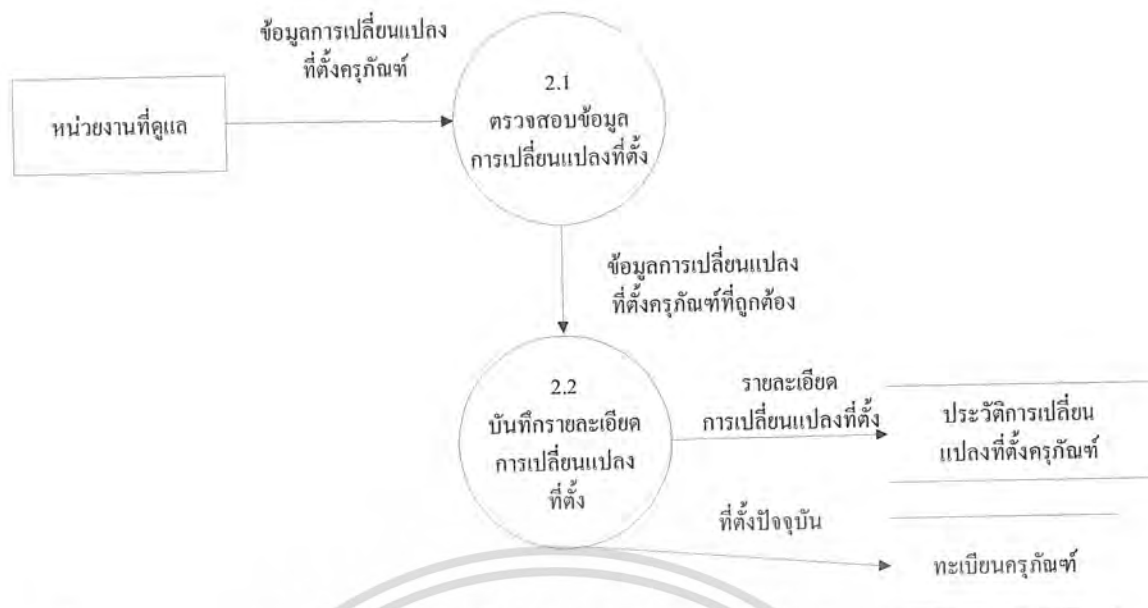 ข้อมูลการเปลี่ยนแปลง
ที่ตั้งครุภัณฑ์
หน่วยงานที่ดูแล
2.1
ตรวจสอบข้อมูล
การเปลี่ยนแปลงที่ตั้ง
ข้อมูลการเปลี่ยนแปลง
ที่ตั้งครุภัณฑ์ที่ถูกต้อง
2.2
บันทึกรายละเอียด
การเปลี่ยนแปลง
ที่ตั้ง
รายละเอียด
การเปลี่ยนแปลงที่ตั้ง
ประวัติการเปลี่ยน
แปลงที่ตั้งครุภัณฑ์
ที่ตั้งปัจจุบัน
ทะเบียนครุภัณฑ์